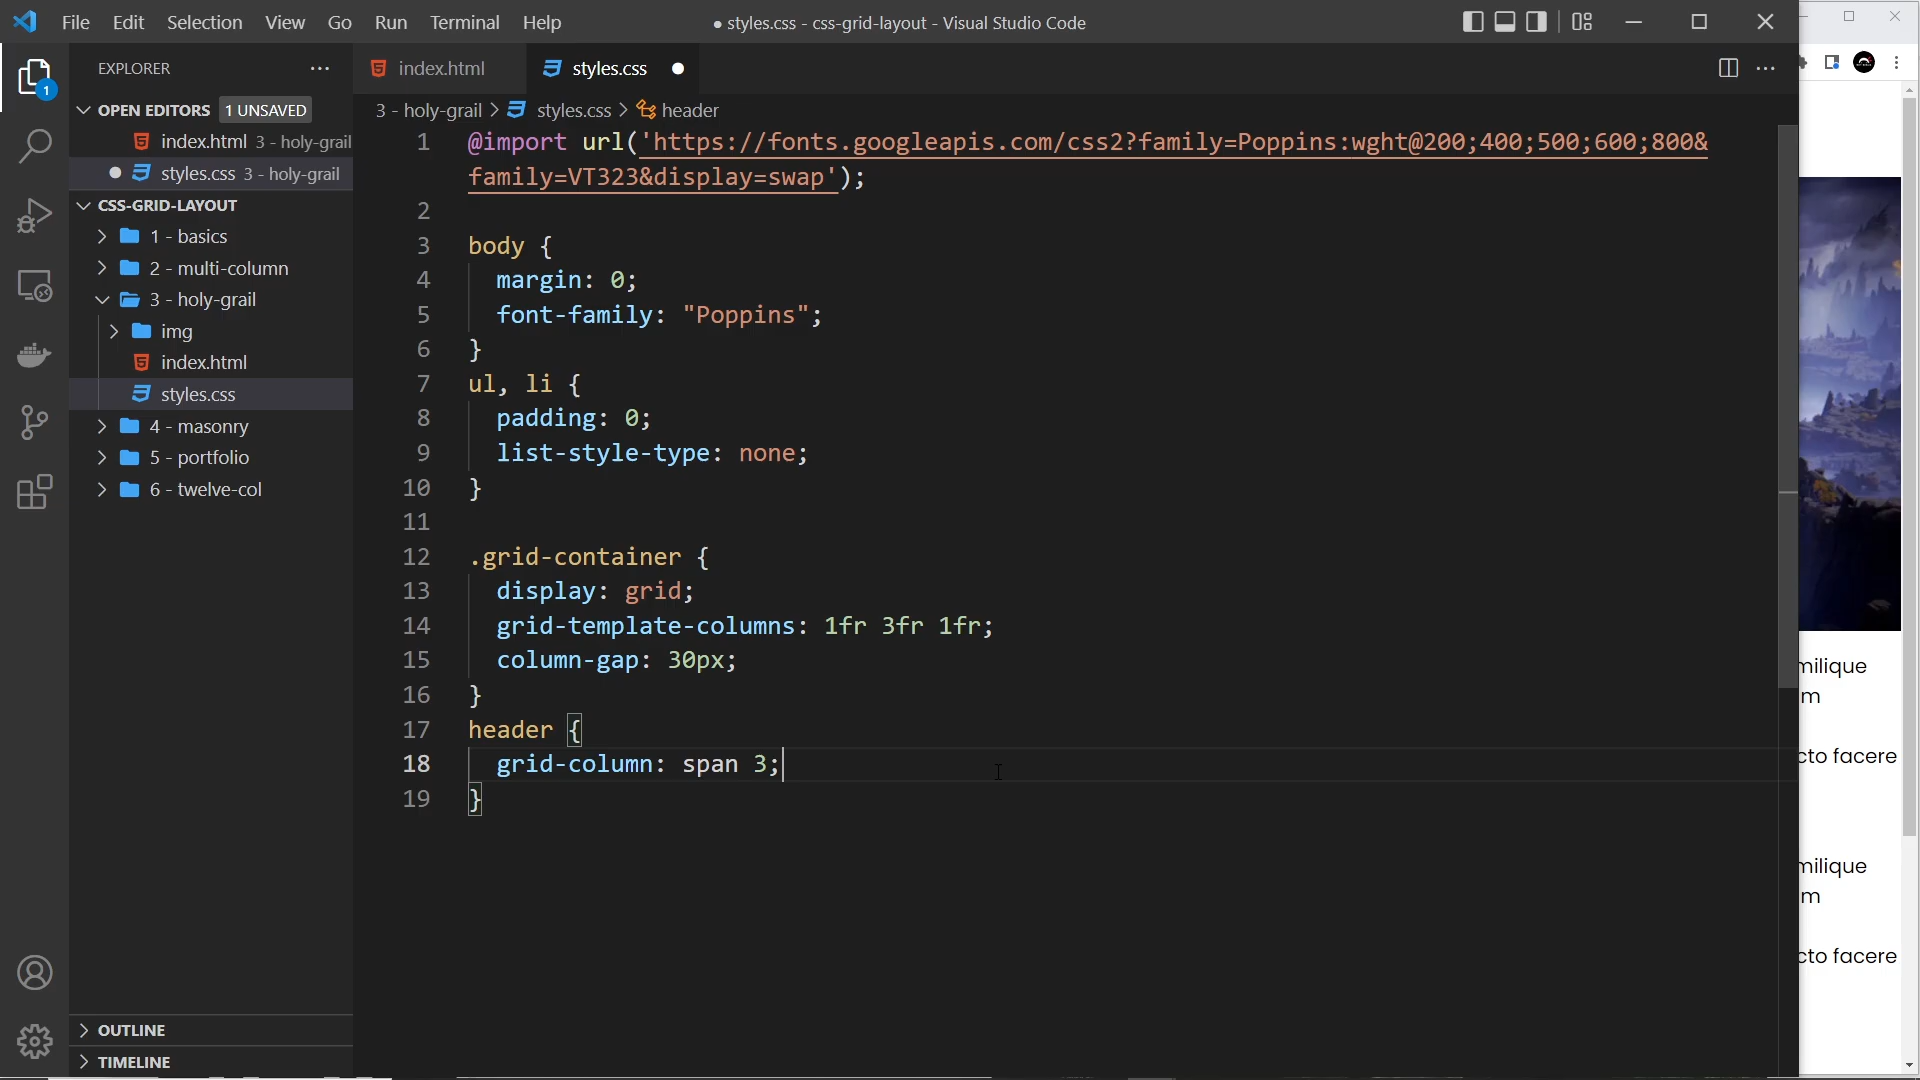 File Edit Selection View Go Run Terminal Help
● styles.css - css-grid-layout - Visual Studio Code
EXPLORER
1
OPEN EDITORS 1 UNSAVED
index.html 3 - holy-grail
styles.css 3 - holy-grail
CSS-GRID-LAYOUT
1 - basics
2 - multi-column
3 - holy-grail
img
index.html
styles.css
4 - masonry
5 - portfolio
6 - twelve-col
OUTLINE
TIMELINE
index.html styles.css
3 - holy-grail > styles.css > header
1 @import url('https://fonts.googleapis.com/css2?family=Poppins:wght@200;400;500;600;800&
family=VT323&display=swap');
2
3 body {
4 margin: 0;
5 font-family: "Poppins";
6 }
7 ul, li {
8 padding: 0;
9 list-style-type: none;
10 }
11
12 .grid-container {
13 display: grid;
14 grid-template-columns: 1fr 3fr 1fr;
15 column-gap: 30px;
16 }
17 header {
18 grid-column: span 3;
19 }
milique
m
cto facere
milique
m
cto facere